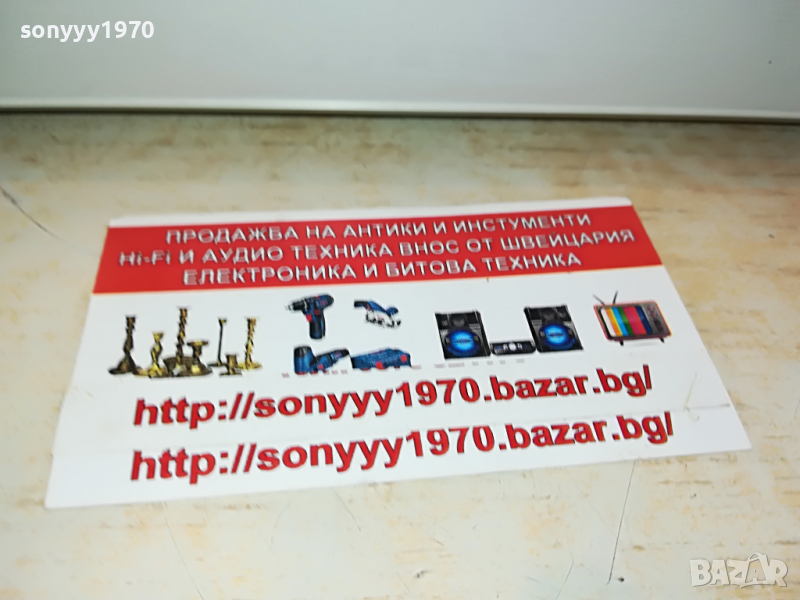 sonyyy1970
ПРОДАЖБА НА АНТИКИ И ИНСТУМЕНТИ
Hi-Fi И АУДИО ТЕХНИКА ВНОС ОТ ШВЕЙЦАРИЯ
ЕЛЕКТРОНИКА И БИТОВА ТЕХНИКА
http://sonyyy1970.bazar.bg/
http://sonyyy1970.bazar.bg/
BAZAR